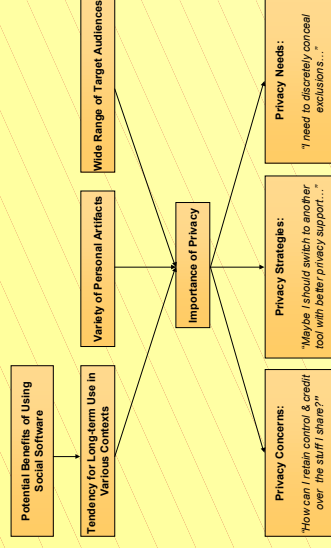 Potential Benefits of Using
Social Software
Tendency for Long-term Use in
Various Contexts
Variety of Personal Artifacts
Wide Range of Target Audiences
Importance of Privacy
Privacy Concerns:
"How can I retain control & credit
over the stuff I share?"
Privacy Strategies:
"Maybe I should switch to another
tool with better privacy support…"
Privacy Needs:
"I need to discretely conceal
exclusions…"